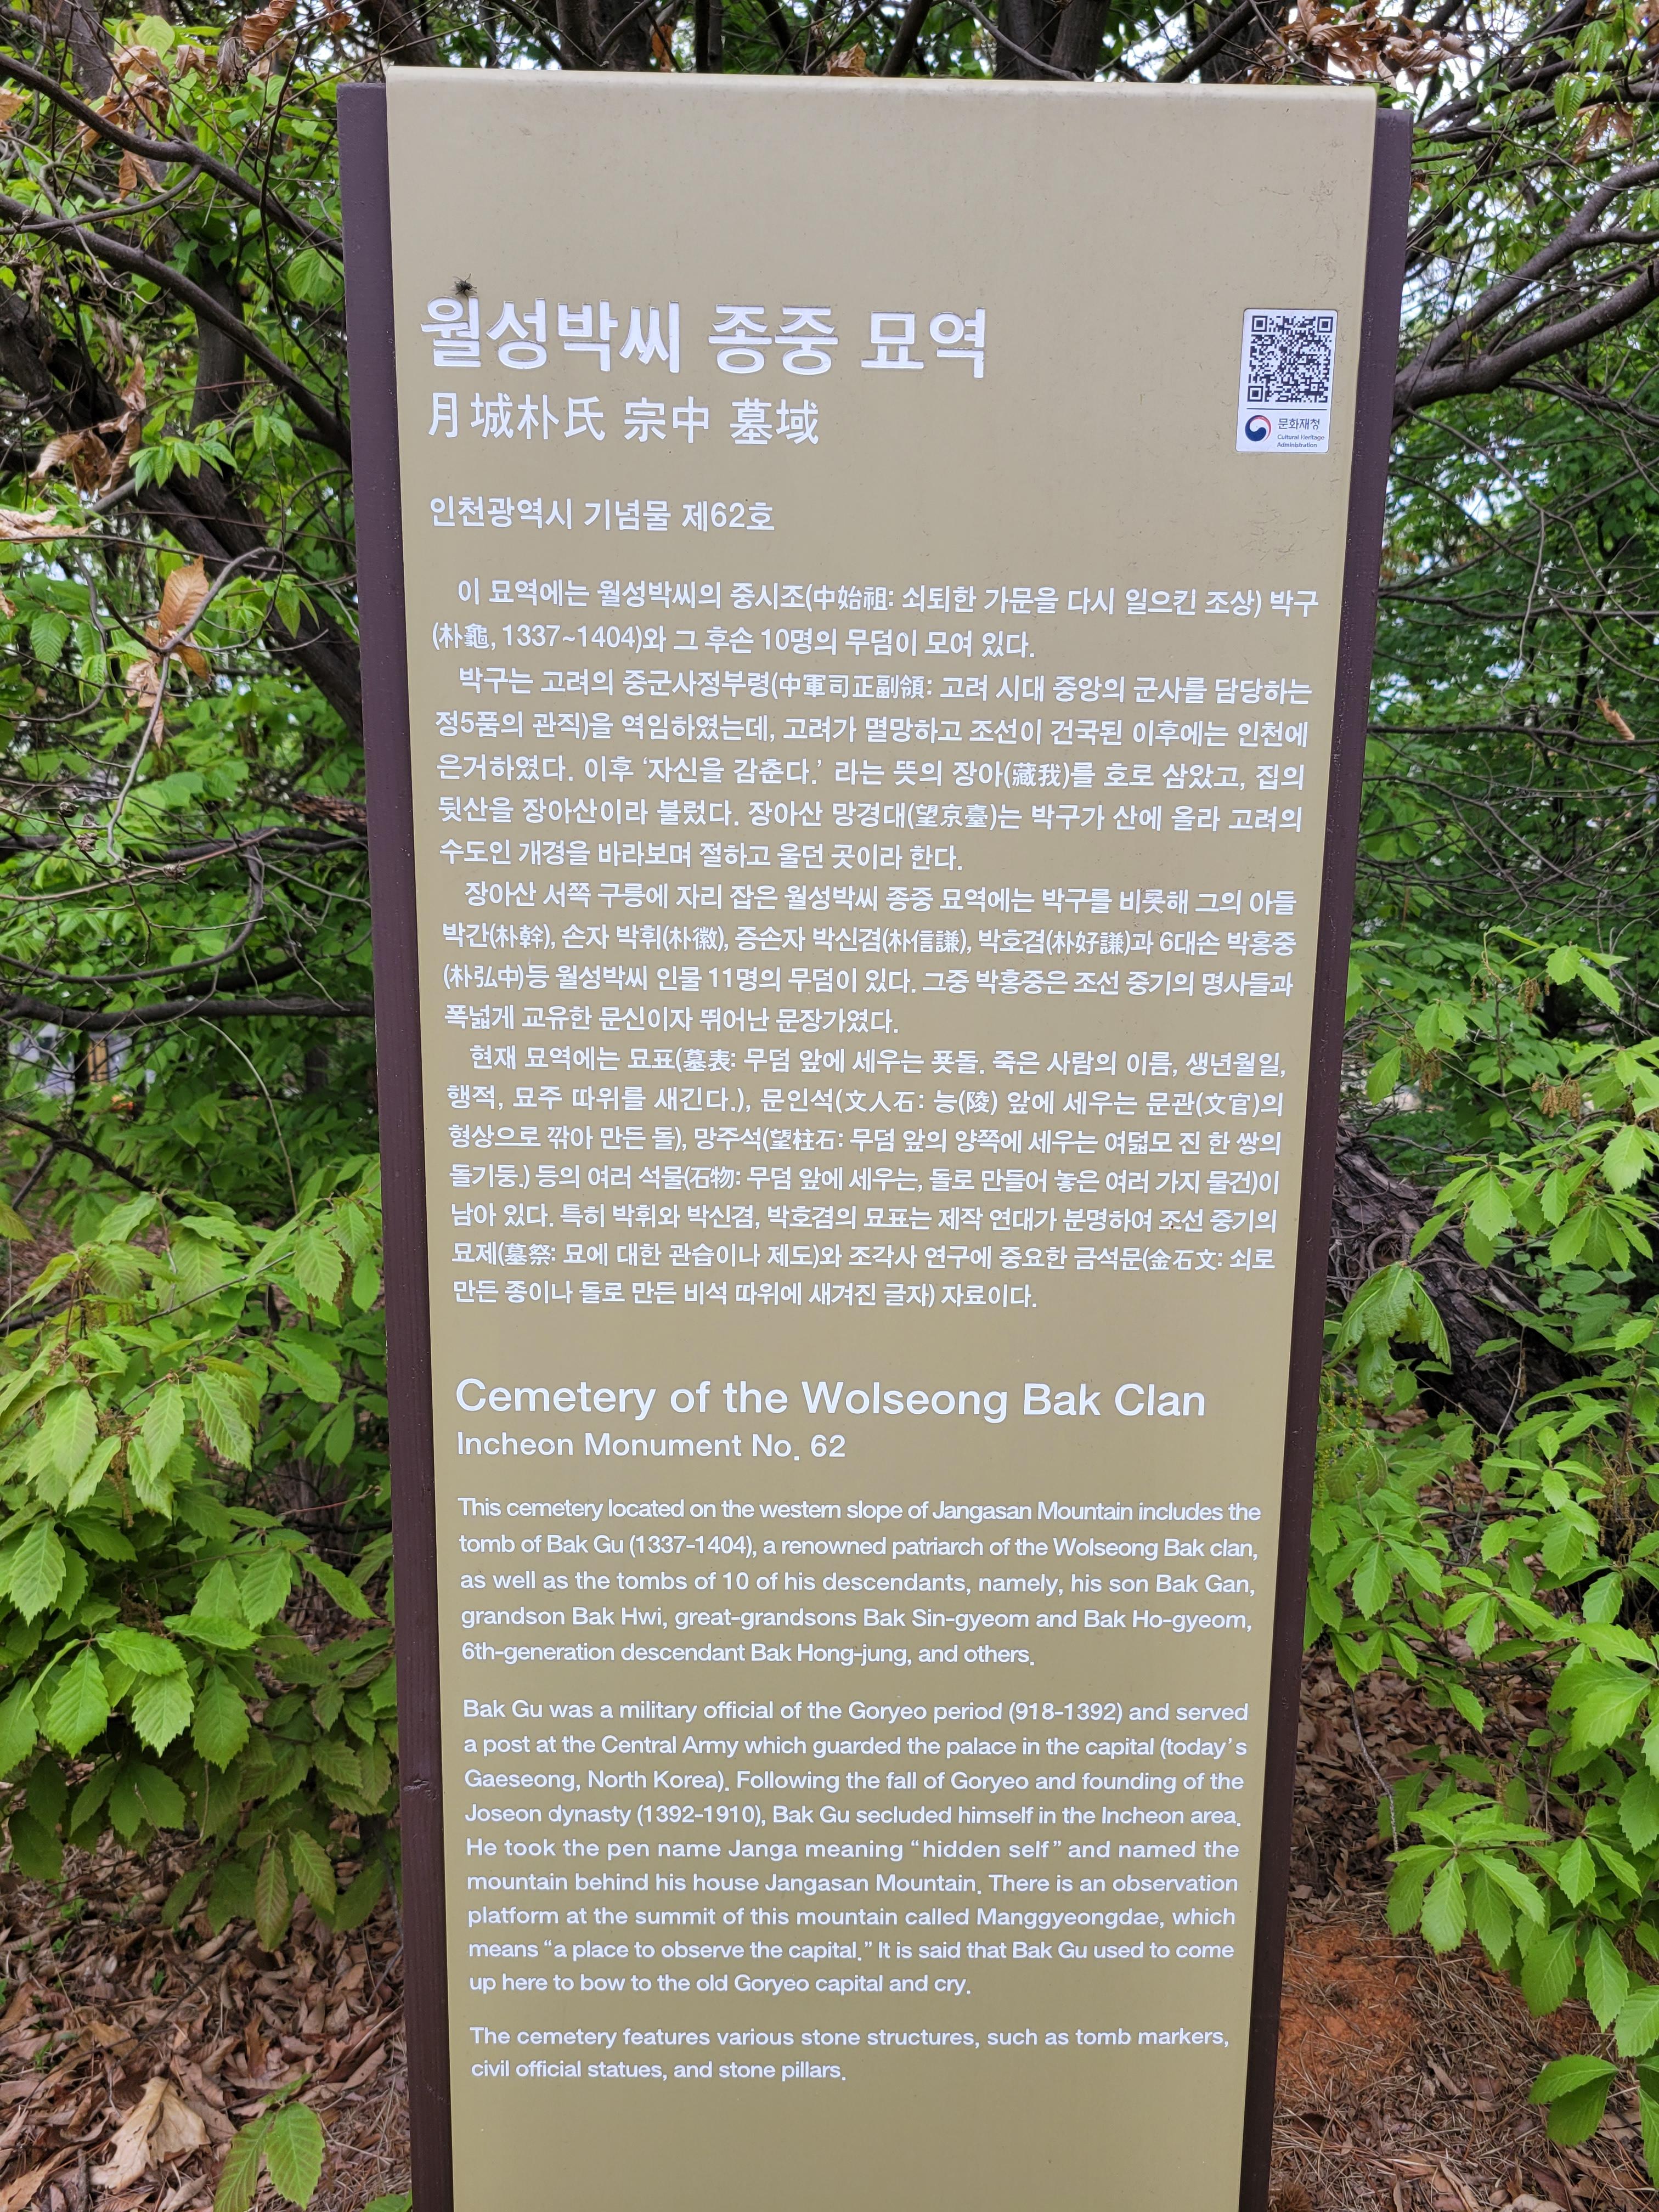 월성박씨 종중 묘역
月城朴氏 宗中 墓域
문화재청
Cultural Heritage
Administration
인천광역시 기념물 제62호
이 묘역에는 월성박씨의 중시조(中始祖: 쇠퇴한 가문을 다시 일으킨 조상) 박구
(朴龜, 1337~1404)와 그 후손 10명의 무덤이 모여 있다.
박구는 고려의 중군사정부령(中軍司正副領: 고려 시대 중앙의 군사를 담당하는
정5품의 관직)을 역임하였는데, 고려가 멸망하고 조선이 건국된 이후에는 인천에
은거하였다. 이후 ‘자신을 감춘다.’ 라는 뜻의 장아(藏我)를 호로 삼았고, 집의
뒷산을 장아산이라 불렀다. 장아산 망경대(望京臺)는 박구가 산에 올라 고려의
수도인 개경을 바라보며 절하고 울던 곳이라 한다.
장아산 서쪽 구릉에 자리 잡은 월성박씨 종중 묘역에는 박구를 비롯해 그의 아들
박간(朴幹), 손자 박휘(朴徽), 증손자 박신겸(朴信謙), 박호겸(朴好謙)과 6대손 박홍중
(朴弘中)등 월성박씨 인물 11명의 무덤이 있다. 그중 박홍중은 조선 중기의 명사들과
폭넓게 교유한 문신이자 뛰어난 문장가였다.
현재 묘역에는 묘표(墓表: 무덤 앞에 세우는 푯돌. 죽은 사람의 이름, 생년월일,
행적, 묘주 따위를 새긴다.), 문인석(文人石: 능(陵) 앞에 세우는 문관(文官)의
형상으로 깎아 만든 돌), 망주석(望柱石: 무덤 앞의 양쪽에 세우는 여덟모 진 한 쌍의
돌기둥.) 등의 여러 석물(石物: 무덤 앞에 세우는, 돌로 만들어 놓은 여러 가지 물건)이
남아 있다. 특히 박휘와 박신겸, 박호겸의 묘표는 제작 연대가 분명하여 조선 중기의
묘제(墓祭: 묘에 대한 관습이나 제도)와 조각사 연구에 중요한 금석문(金石文: 쇠로
만든 종이나 돌로 만든 비석 따위에 새겨진 글자) 자료이다.
Cemetery of the Wolseong Bak Clan
Incheon Monument No. 62
This cemetery located on the western slope of Jangasan Mountain includes the
tomb of Bak Gu (1337-1404), a renowned patriarch of the Wolseong Bak clan,
as well as the tombs of 10 of his descendants, namely, his son Bak Gan,
grandson Bak Hwi, great-grandsons Bak Sin-gyeom and Bak Ho-gyeom,
6th-generation descendant Bak Hong-jung, and others.
Bak Gu was a military official of the Goryeo period (918-1392) and served
a post at the Central Army which guarded the palace in the capital (today’s
Gaeseong, North Korea). Following the fall of Goryeo and founding of the
Joseon dynasty (1392-1910), Bak Gu secluded himself in the Incheon area.
He took the pen name Janga meaning “hidden self” and named the
mountain behind his house Jangasan Mountain. There is an observation
platform at the summit of this mountain called Manggyeongdae, which
means “a place to observe the capital.” It is said that Bak Gu used to come
up here to bow to the old Goryeo capital and cry.
The cemetery features various stone structures, such as tomb markers,
civil official statues, and stone pillars.